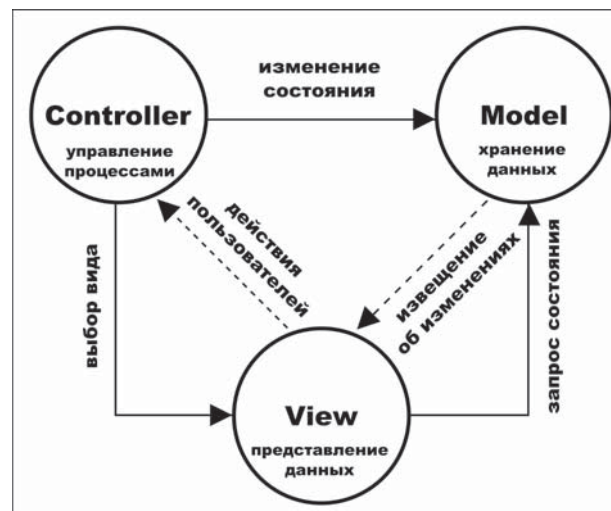 изменение
состояния
Controller
управление
процессами
Model
хранение
данных
действия
пользователей
извещение
об изменениях
выбор вида
запрос состояния
View
представление
данных